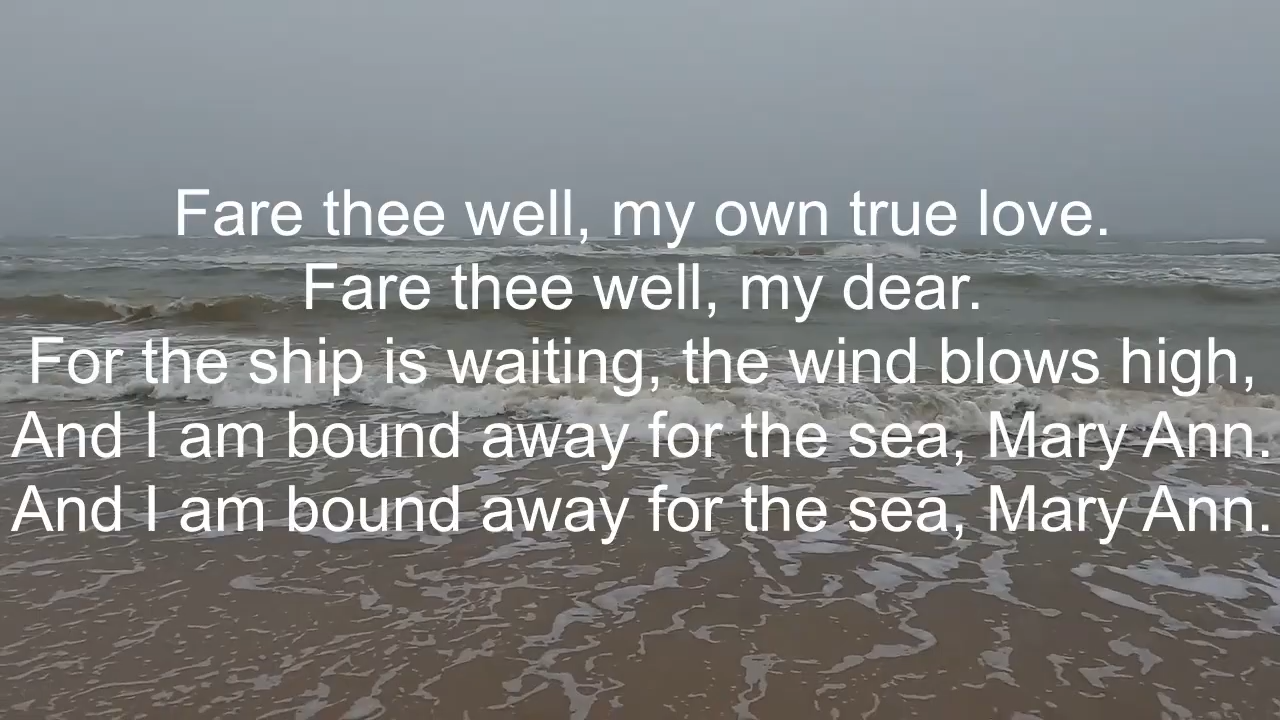 Fare thee well, my own true love.
Fare thee well, my dear.
For the ship is waiting, the wind blows high,
And I am bound away for the sea, Mary Ann.
And I am bound away for the sea, Mary Ann.